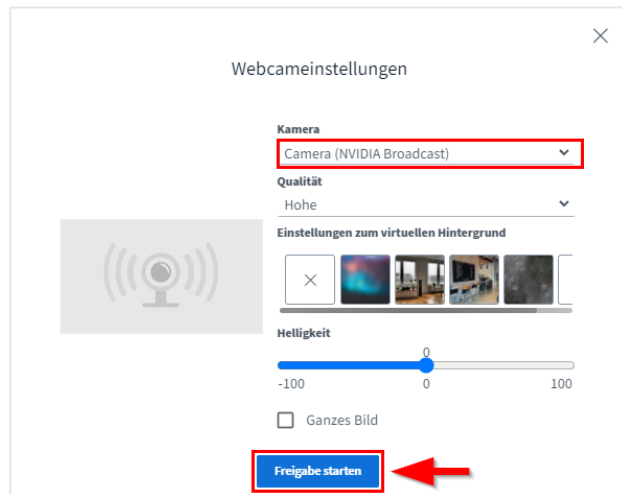 Webcameinstellungen
Kamera
Camera (NVIDIA Broadcast)
Qualität
Hohe
Einstellungen zum virtuellen Hintergrund
Helligkeit
0
-100 0 100
Ganzes Bild
Freigabe starten